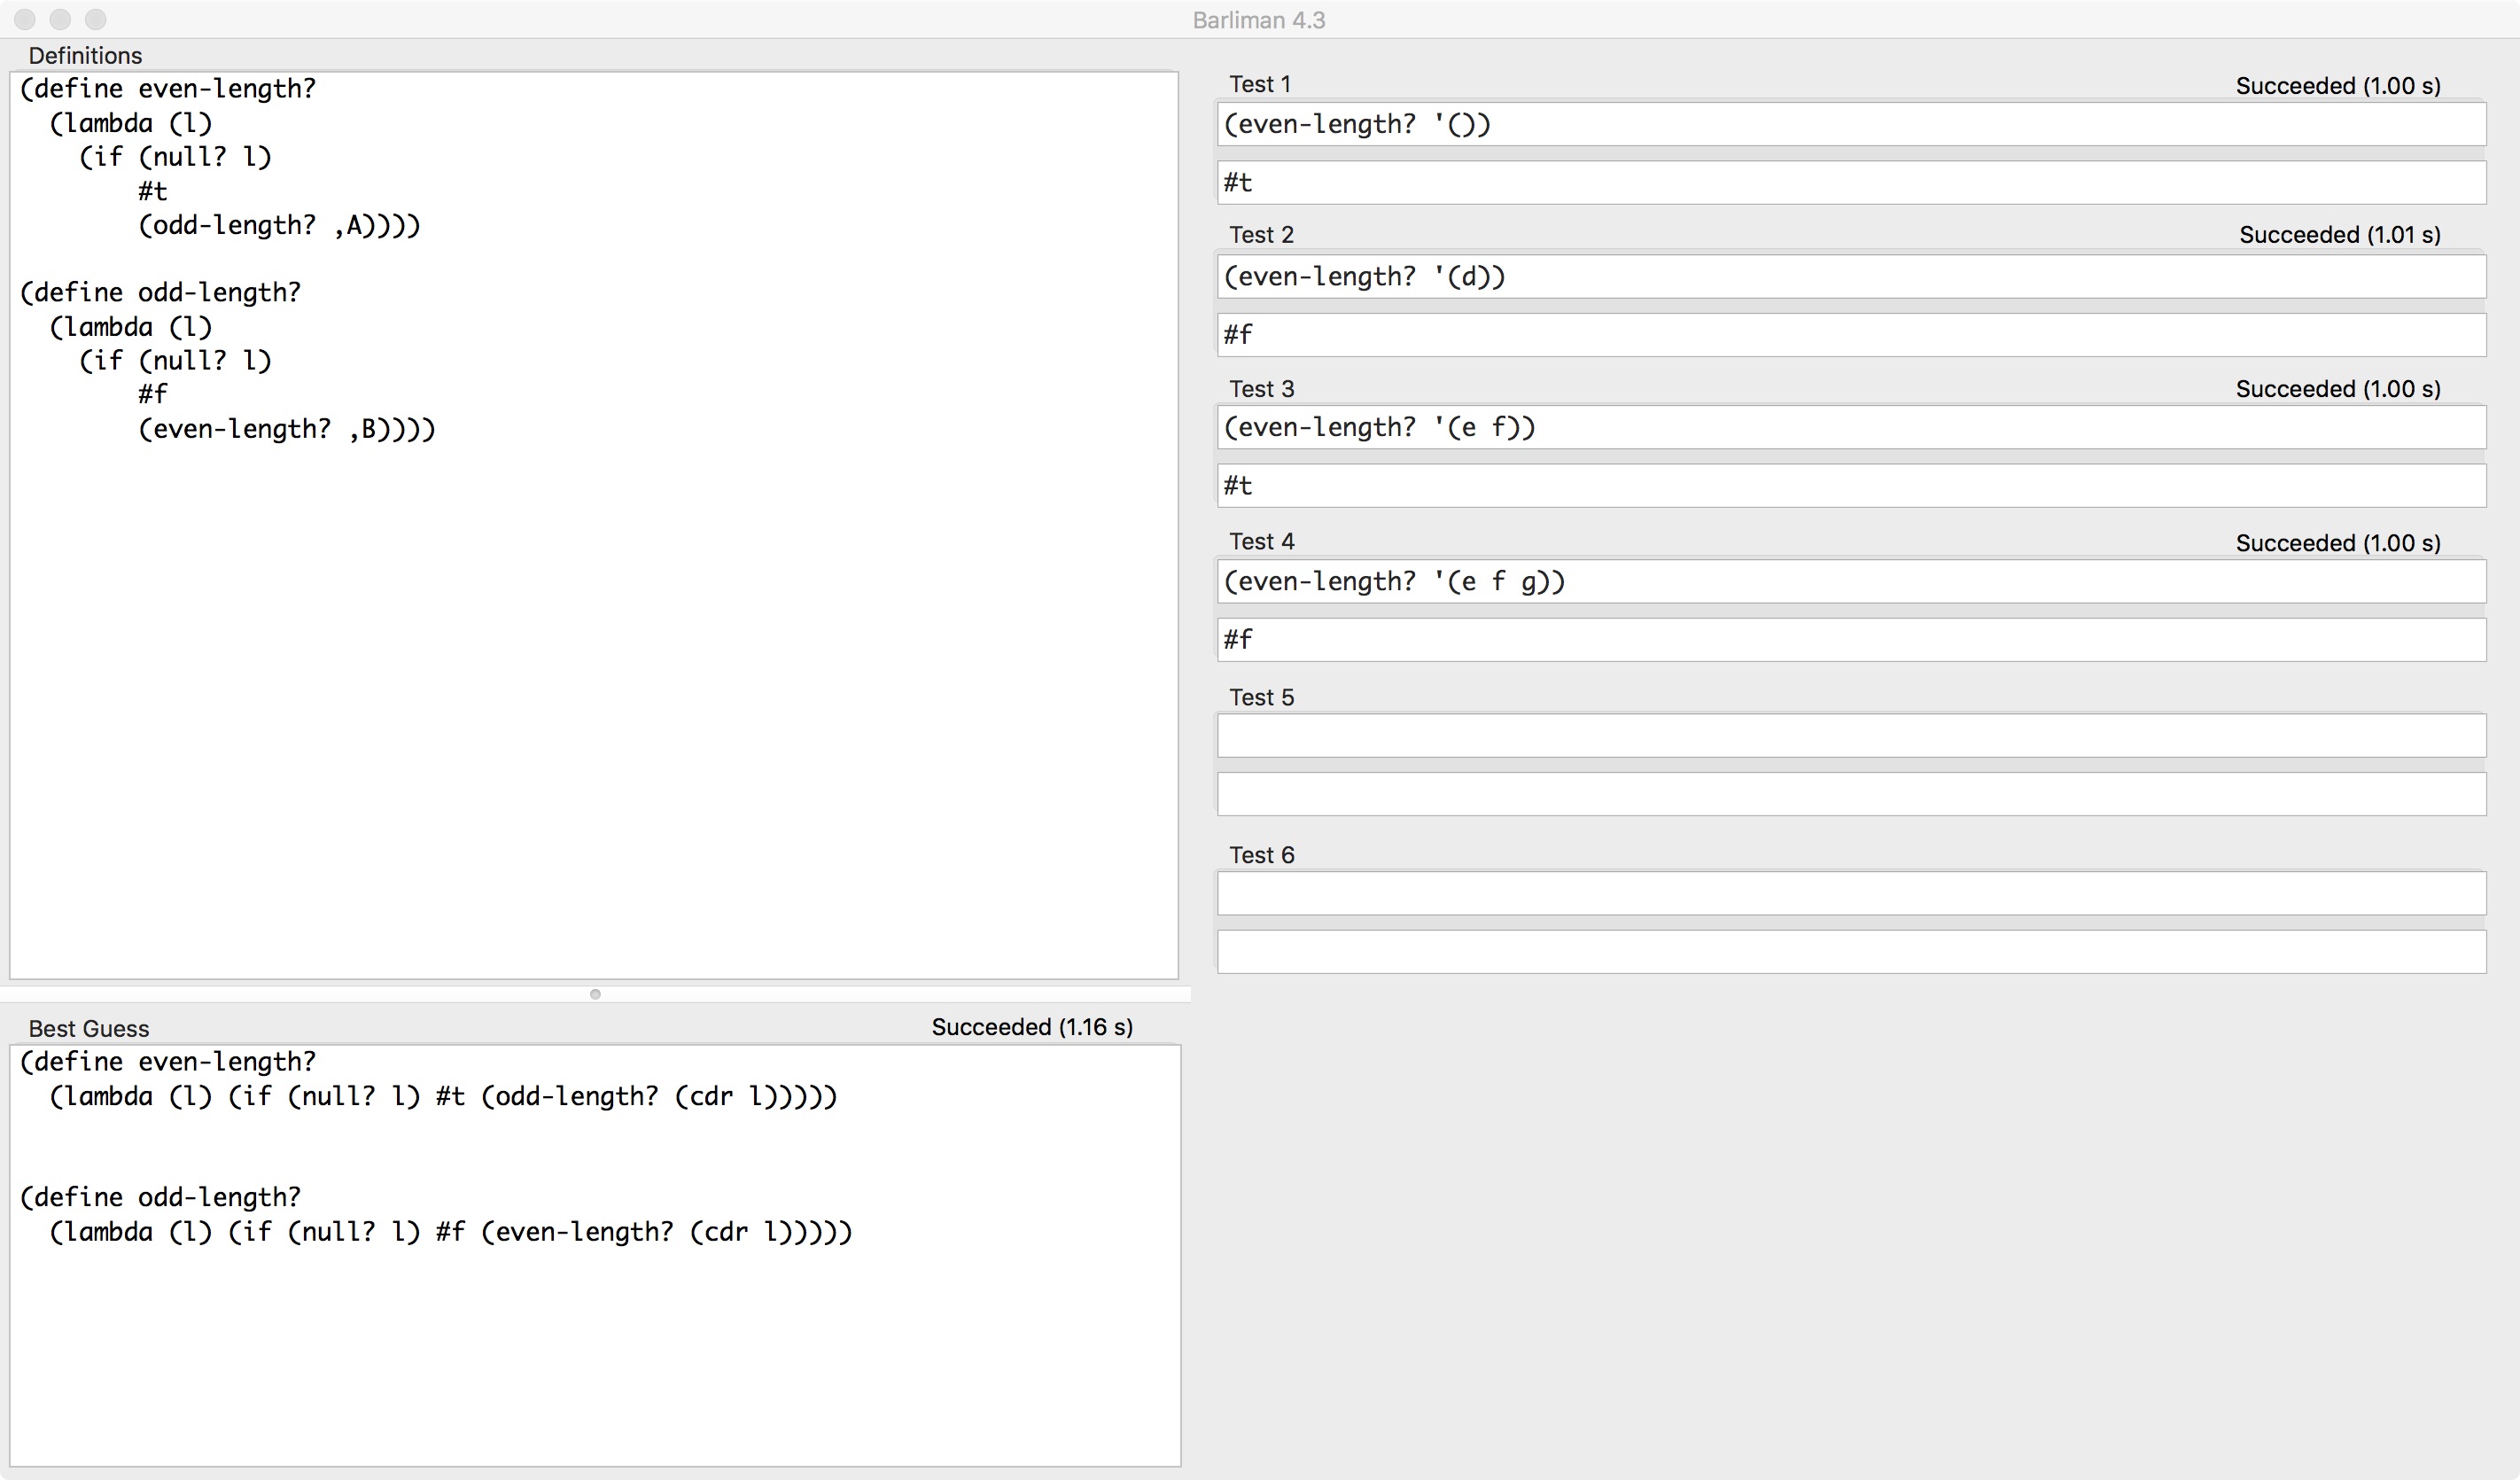 Barliman 4.3
Definitions
(define even-length?
  (lambda (l)
    (if (null? l)
        #t
        (odd-length? ,A))))
(define odd-length?
  (lambda (l)
    (if (null? l)
        #f
        (even-length? ,B))))
Best Guess Succeeded (1.16 s)
(define even-length?
  (lambda (l) (if (null? l) #t (odd-length? (cdr l)))))
(define odd-length?
  (lambda (l) (if (null? l) #f (even-length? (cdr l)))))
Test 1 Succeeded (1.00 s)
(even-length? '())
#t
Test 2 Succeeded (1.01 s)
(even-length? '(d))
#f
Test 3 Succeeded (1.00 s)
(even-length? '(e f))
#t
Test 4 Succeeded (1.00 s)
(even-length? '(e f g))
#f
Test 5
Test 6